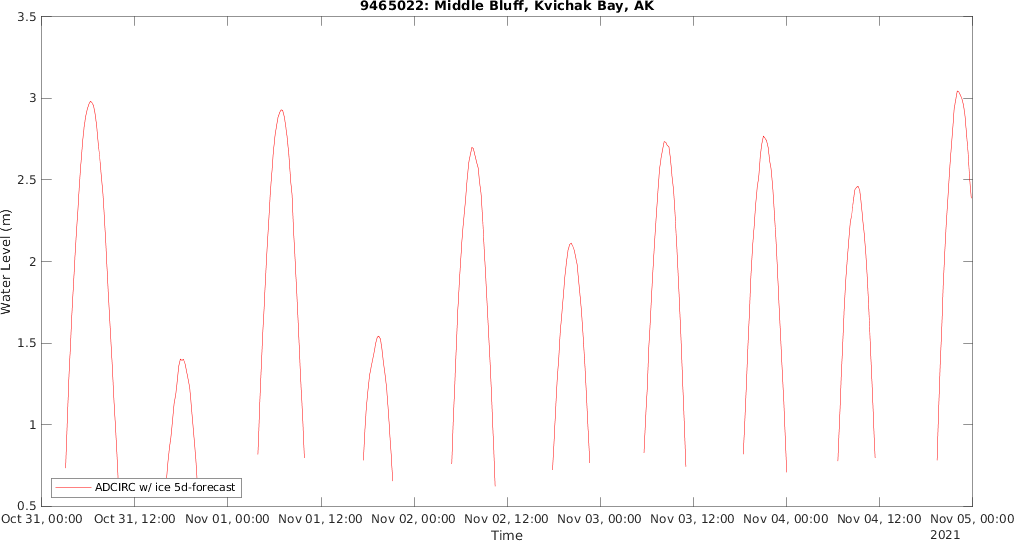 9465022: Middle Bluff, Kvichak Bay, AK
Water Level (m)
3.5
3
2.5
2
1.5
1
0.5
ADCIRC w/ ice 5d-forecast
Oct 31, 00:00 Oct 31, 12:00 Nov 01, 00:00 Nov 01, 12:00 Nov 02, 00:00 Nov 02, 12:00 Nov 03, 00:00 Nov 03, 12:00 Nov 04, 00:00 Nov 04, 12:00 Nov 05, 00:00
Time
2021